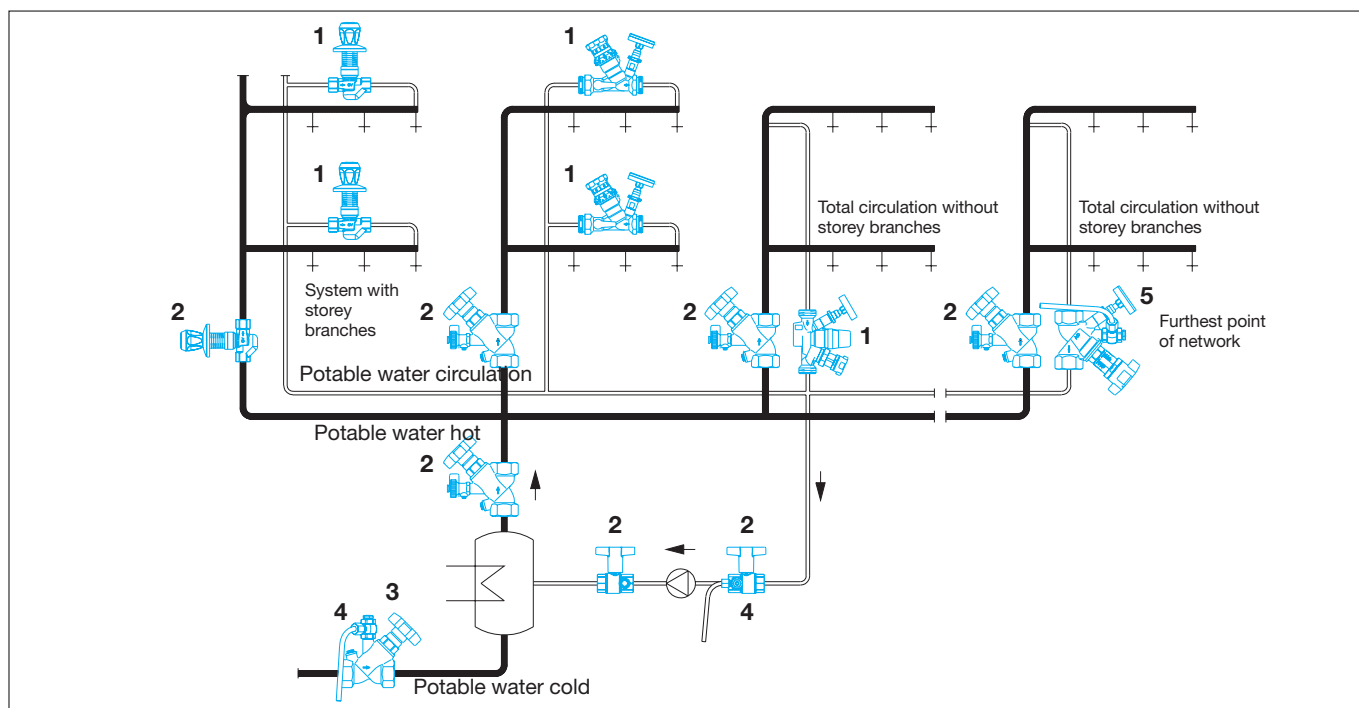 1
1
1
1
Total circulation without
storey branches
Total circulation without
storey branches
System with
storey
branches
2
2
2
1
2
5
Furthest point
of network
Potable water circulation
Potable water hot
2
2
2
4
3
4
Potable water cold